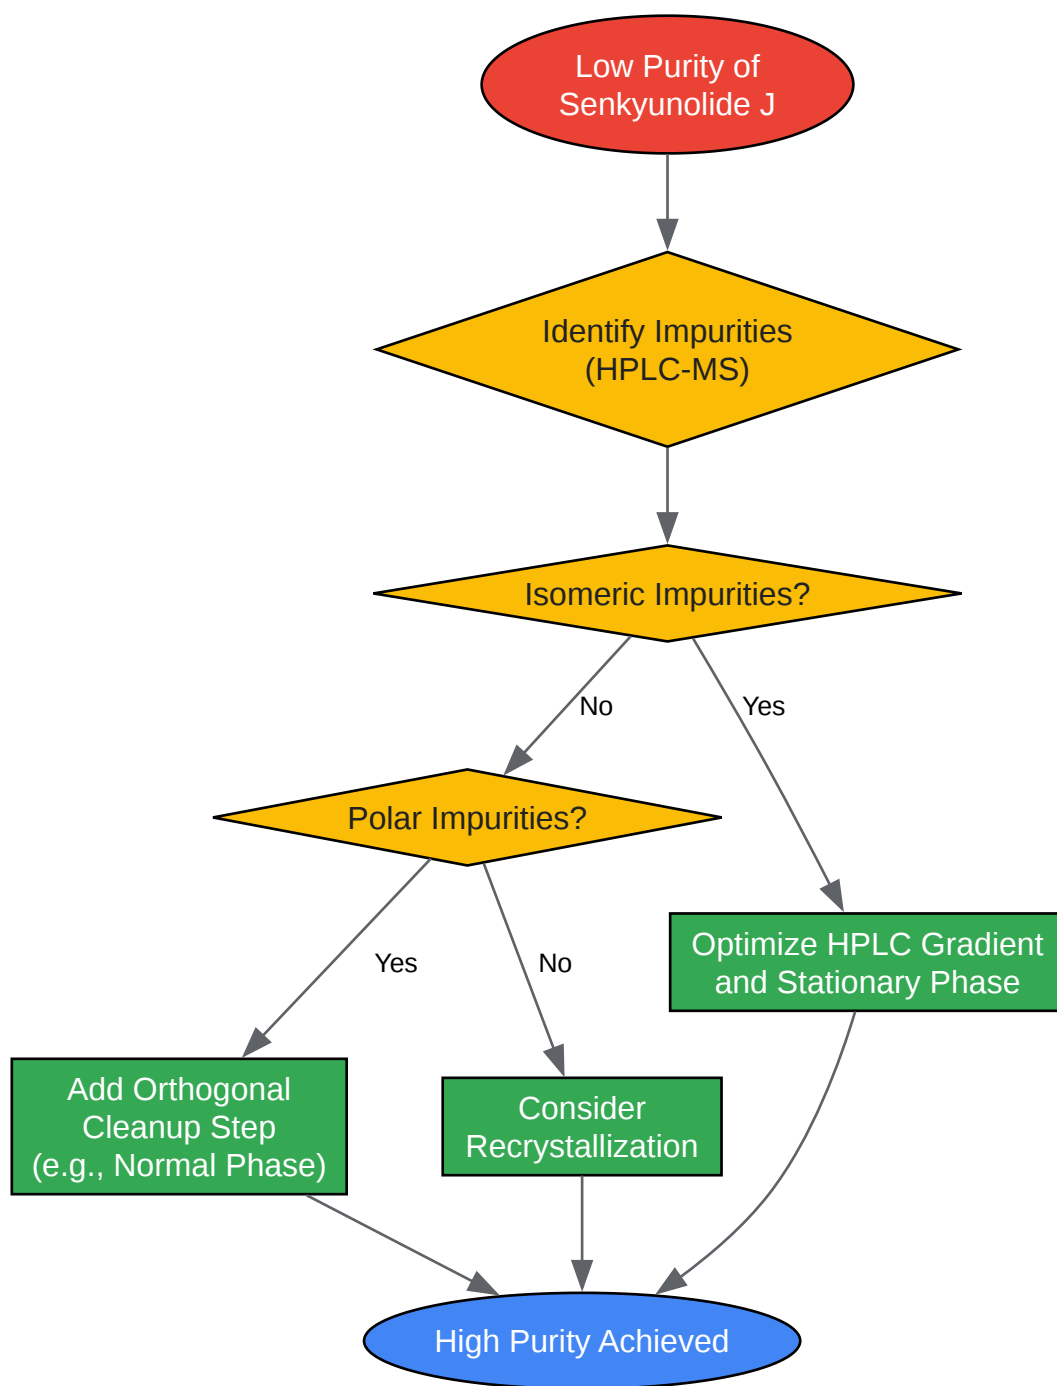 Low Purity of
Senkyunolide J
Identify Impurities
(HPLC-MS)
Isomeric Impurities?
No
Yes
Polar Impurities?
Optimize HPLC Gradient
and Stationary Phase
Yes
No
Add Orthogonal
Cleanup Step
(e.g., Normal Phase)
Consider
Recrystallization
High Purity Achieved